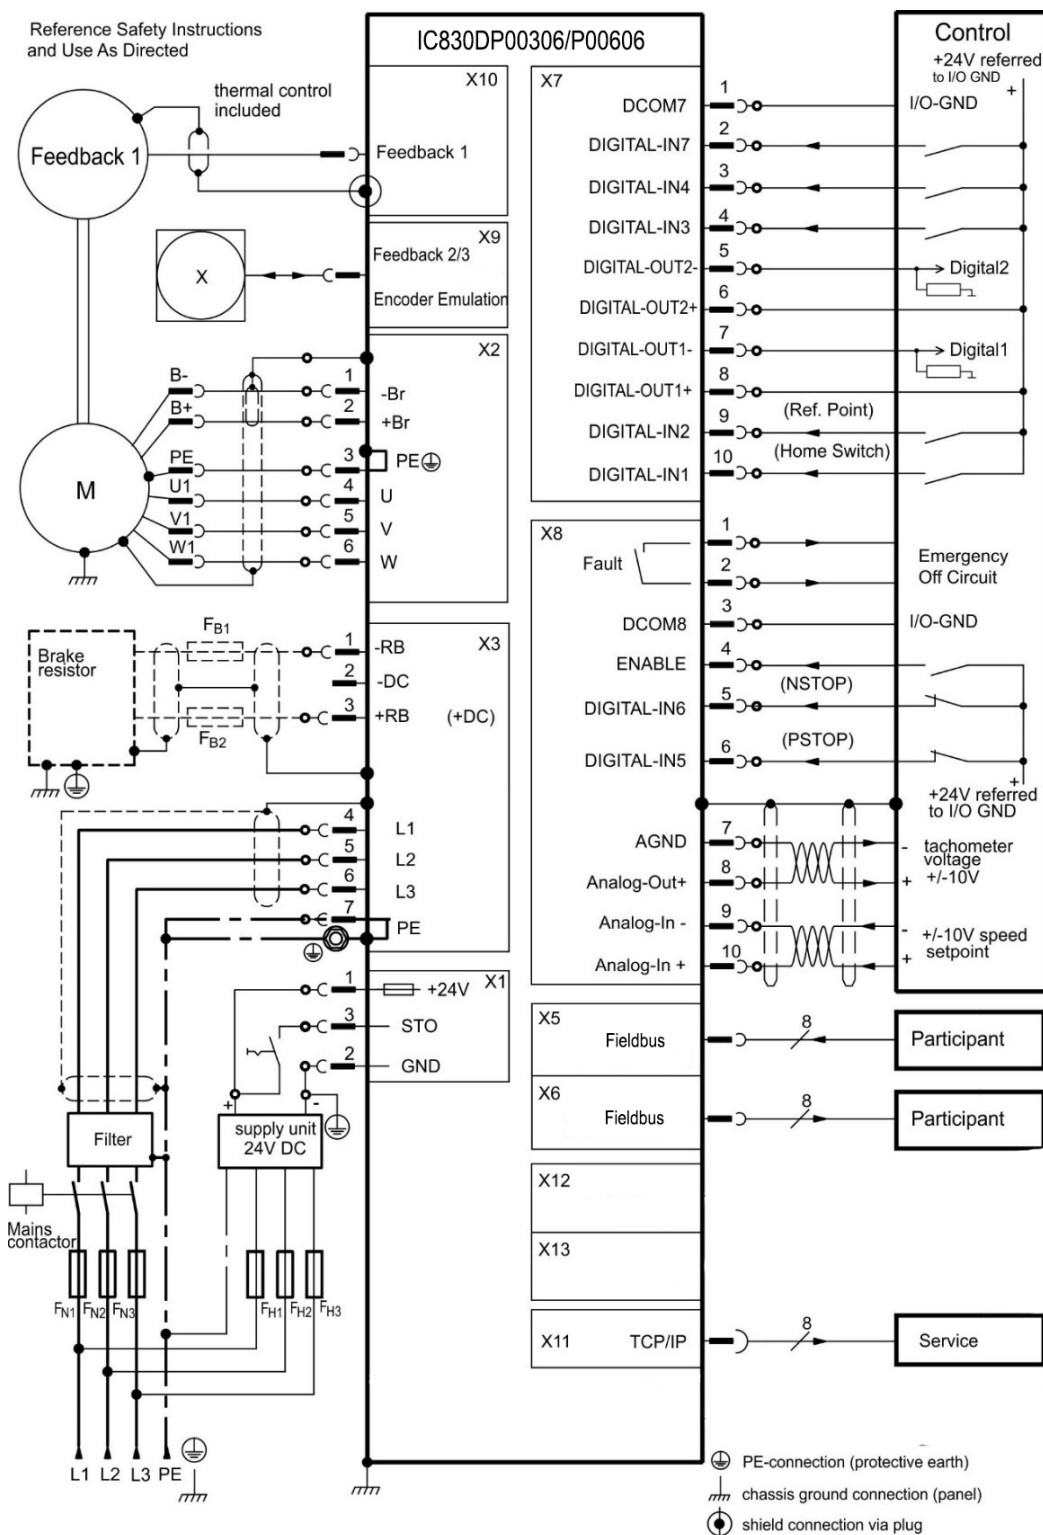 Reference Safety Instructions
and Use As Directed
IC830DP00306/P00606
Control
+24V referred
to I/O GND
+
thermal control
included
Feedback 1
X10
Feedback 1
X
X9
Feedback 2/3
Encoder Emulation
X2
B-
1
-Br
B+
2
+Br
PE
3
PE
U1
4
U
V1
5
V
W1
6
W
M
X3
Brake
resistor
FB1
1
-RB
2
-DC
3
+RB
(+DC)
FB2
4
L1
5
L2
6
L3
7
PE
X1
1
+24V
3
STO
2
GND
+
-
supply unit
24V DC
Filter
Mains
contactor
FN1
FN2
FN3
FH1
FH2
FH3
L1
L2
L3
PE
X7
DCOM7
1
I/O-GND
DIGITAL-IN7
2
DIGITAL-IN4
3
DIGITAL-IN3
4
DIGITAL-OUT2-
5
Digital2
DIGITAL-OUT2+
6
DIGITAL-OUT1-
7
Digital1
DIGITAL-OUT1+
8
(Ref. Point)
DIGITAL-IN2
9
(Home Switch)
DIGITAL-IN1
10
X8
Fault
1
2
Emergency
Off Circuit
DCOM8
3
I/O-GND
ENABLE
4
(NSTOP)
DIGITAL-IN6
5
(PSTOP)
DIGITAL-IN5
6
+
+24V referred
to I/O GND
AGND
7
-
tachometer
voltage
+/-10V
Analog-Out+
8
+
Analog-In -
9
-
+/-10V speed
setpoint
Analog-In +
10
+
X5
Fieldbus
8
Participant
X6
Fieldbus
8
Participant
X12
X13
X11
TCP/IP
8
Service
PE-connection (protective earth)
chassis ground connection (panel)
shield connection via plug